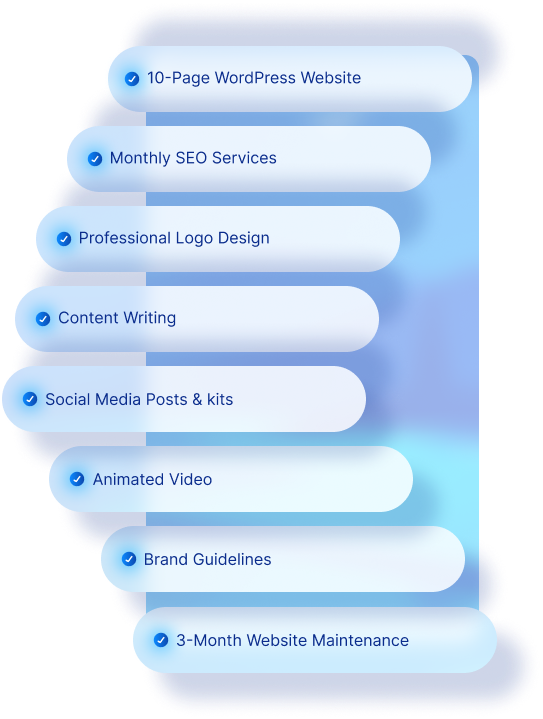 10-Page WordPress Website
Monthly SEO Services
Professional Logo Design
Content Writing
Social Media Posts & kits
Animated Video
Brand Guidelines
3-Month Website Maintenance